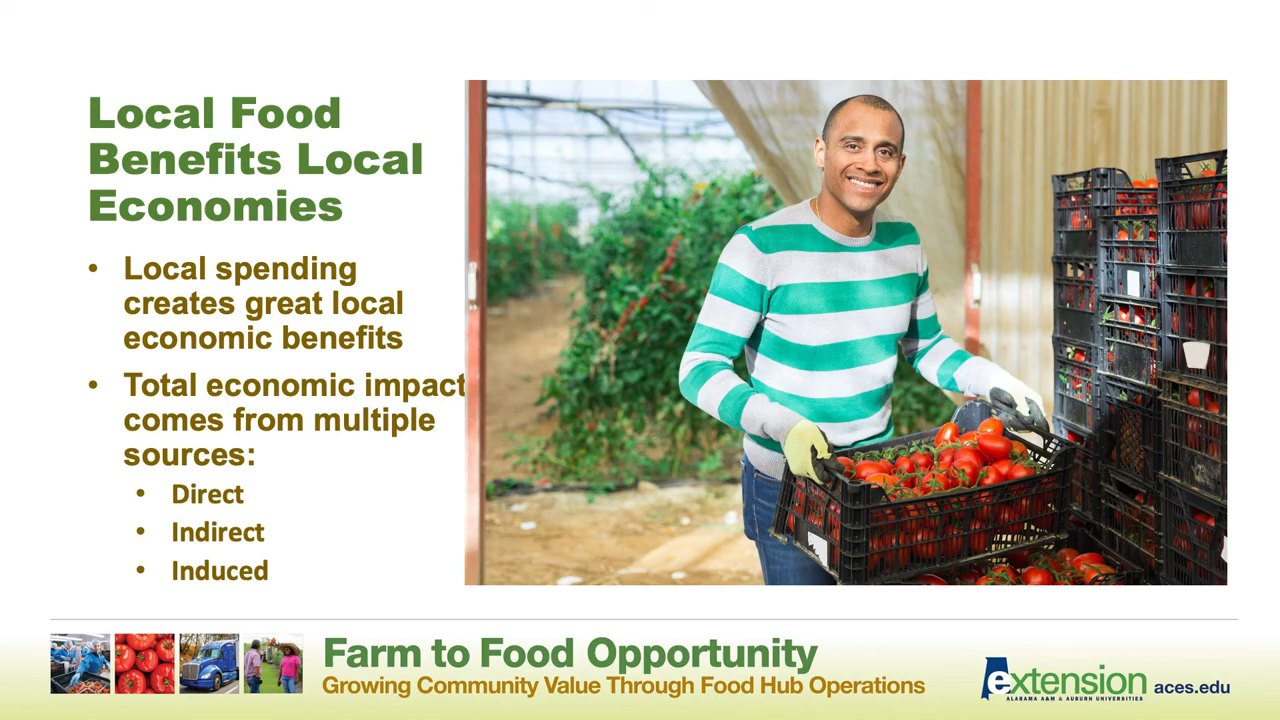 Local Food
Benefits Local
Economies
• Local spending
creates great local
economic benefits
• Total economic impact
comes from multiple
sources:
• Direct
• Indirect
• Induced
Farm to Food Opportunity
Growing Community Value Through Food Hub Operations
extension aces.edu
ALABAMA A&M & AUBURN UNIVERSITIES